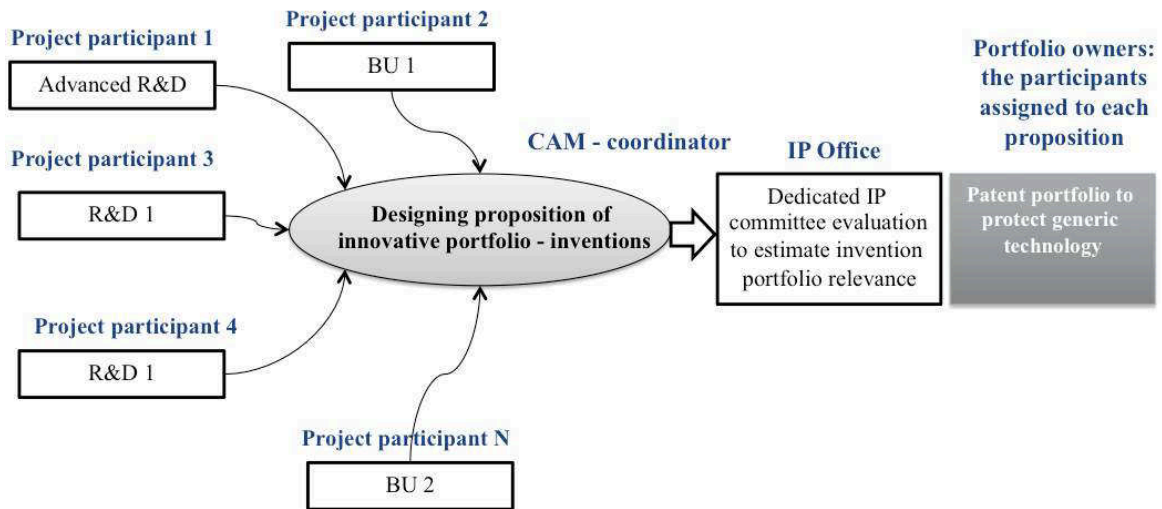 Project participant 1
Advanced R&D
Project participant 2
BU 1
Project participant 3
R&D 1
Project participant 4
R&D 1
Project participant N
BU 2
CAM - coordinator
Designing proposition of
innovative portfolio - inventions
IP Office
Dedicated IP
committee evaluation
to estimate invention
portfolio relevance
Portfolio owners:
the participants
assigned to each
proposition
Patent portfolio to
protect generic
technology